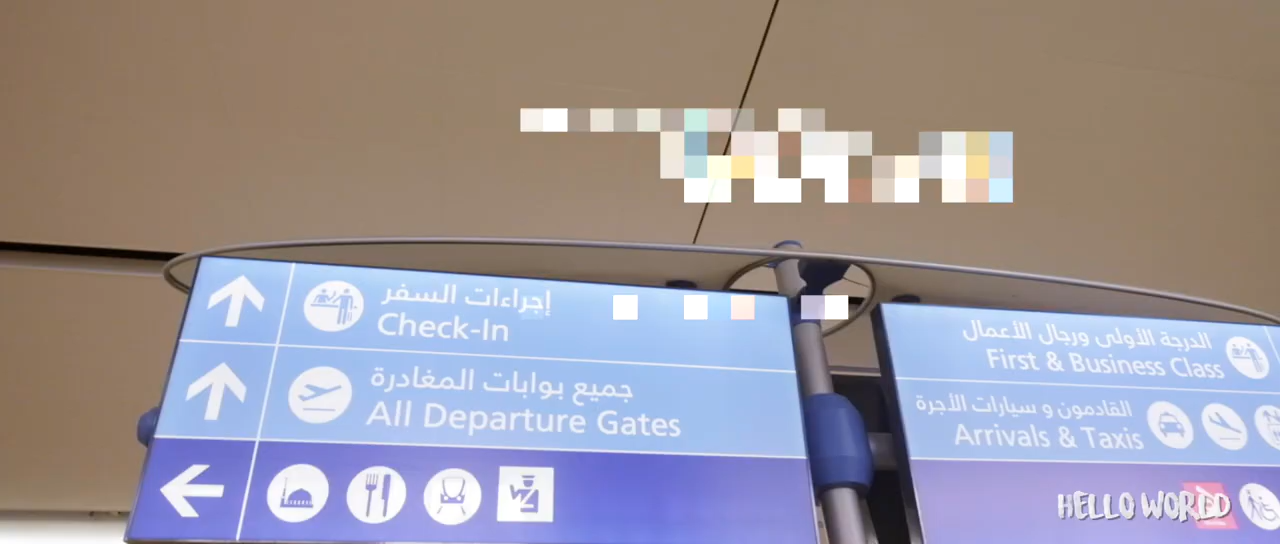 إجراءات السفر
Check-In
جميع بوابات المغادرة
All Departure Gates
الدرجة الأولى ورجال الأعمال
First & Business Class
القادمون و سيارات الأجرة
Arrivals & Taxis
HELLO WORLD